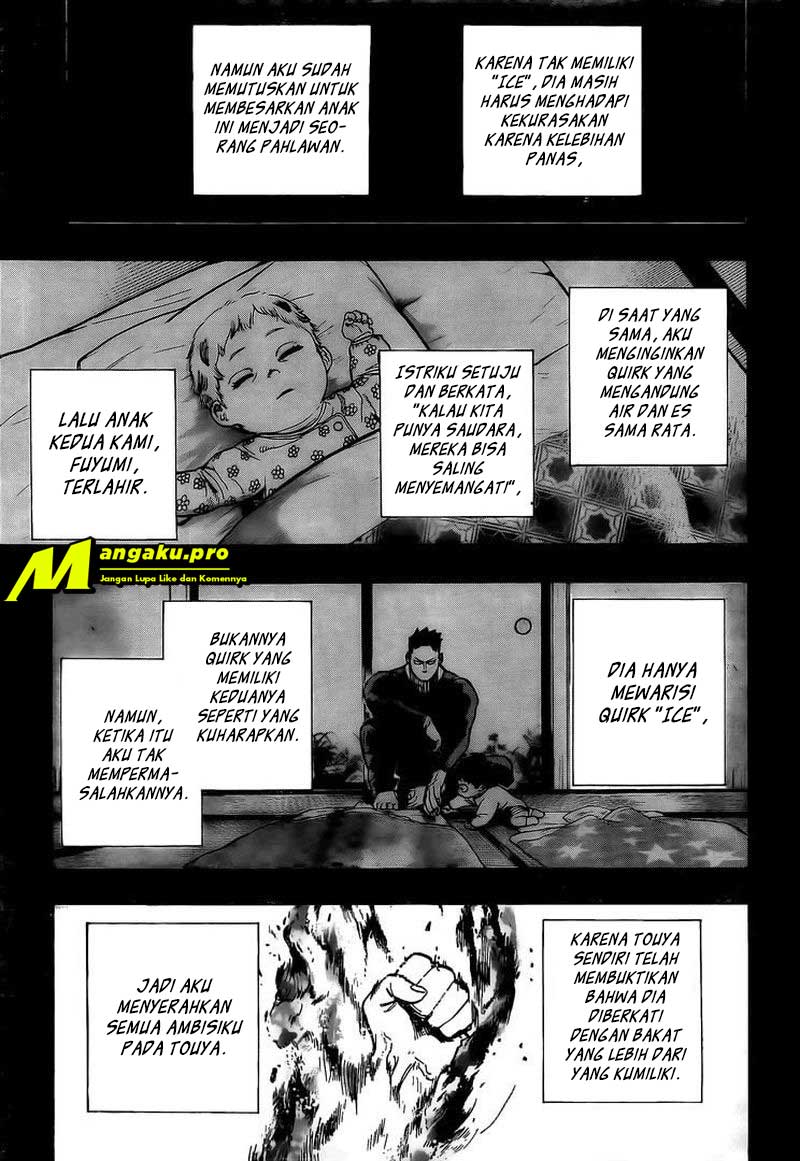 KARENA TAK MEMILIKI
"ICE", DIA MASIH
HARUS MENGHADAPI
KEKURASAKAN
KARENA KELEBIHAN
PANAS,
NAMUN AKU SUDAH
MEMUTUSKAN UNTUK
MEMBESARKAN ANAK
INI MENJADI SEO-
RANG PAHLAWAN.
DI SAAT YANG
SAMA, AKU
MENGINGINKAN
QUIRK YANG
MENGANDUNG
AIR DAN ES
SAMA RATA.
ISTRIKU SETUJU
DAN BERKATA,
"KALAU KITA
PUNYA SAUDARA,
MEREKA BISA
SALING
MENYEMANGATI",
LALU ANAK
KEDUA KAMI,
FUYUMI,
TERLAHIR.
Mangaku.pro
Jangan Lupa Like dan Komennya
DIA HANYA
MEWARISI
QUIRK "ICE",
BUKANNYA
QUIRK YANG
MEMILIKI
KEDUANYA
SEPERTI YANG
KUHARAPKAN.
NAMUN,
KETIKA ITU
AKU TAK
MEMPERMA-
SALAHKANNYA.
KARENA TOUYA
SENDIRI TELAH
MEMBUKTIKAN
BAHWA DIA
DIBERKATI
DENGAN BAKAT
YANG LEBIH DARI
YANG KUMILIKI.
JADI AKU
MENYERAHKAN
SEMUA AMBISIKU
PADA TOUYA.